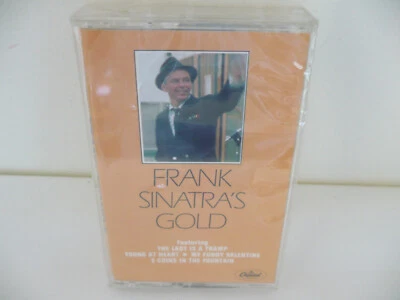 FRANK
SINATRA'S
GOLD
Featuring
THE LADY IS A TRAMP
YOUNG AT HEART • MY FUNNY VALENTINE
3 COINS IN THE FOUNTAIN
Capitol